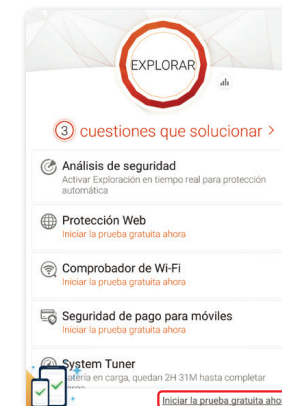 EXPLORAR
3 cuestiones que solucionar >
Análisis de seguridad
Activar Exploración en tiempo real para protección
automática
Protección Web
Iniciar la prueba gratuita ahora
Comprobador de Wi-Fi
Iniciar la prueba gratuita ahora
Seguridad de pago para móviles
Iniciar la prueba gratuita ahora
System Tuner
Batería en carga, quedan 2H 31M hasta completar
Iniciar la prueba gratuita aho